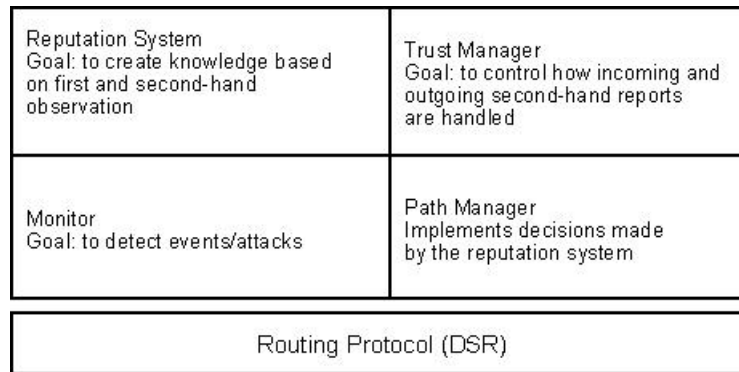 Reputation System
Goal: to create knowledge based
on first and second-hand
observation
Trust Manager
Goal: to control how incoming and
outgoing second-hand reports
are handled
Monitor
Goal: to detect events/attacks
Path Manager
Implements decisions made
by the reputation system
Routing Protocol (DSR)